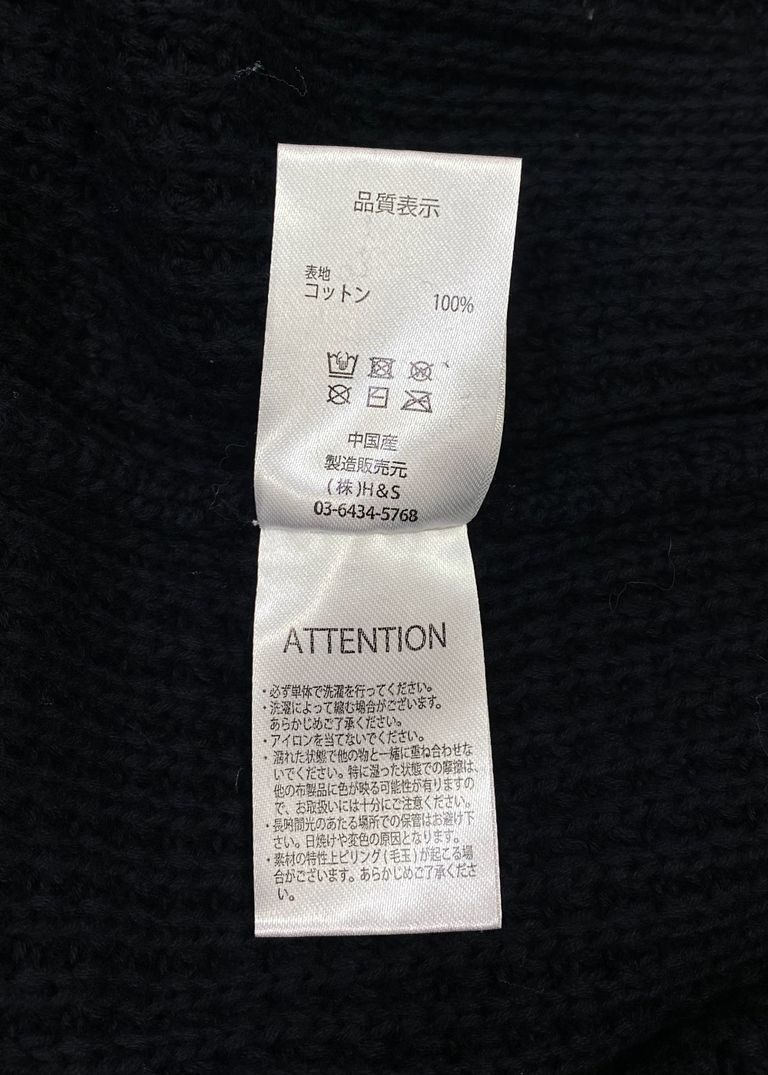 品質表示
表地
コットン 100%
中国産
製造販売元
(株)H&S
03-6434-5768
ATTENTION
・必ず単体で洗濯を行ってください。
・洗濯によって縮む場合がございます。
あらかじめご了承ください。
・アイロンを当てないでください。
・濡れた状態で他の物と一緒に重ね合わせな
いでください。特に湿った状態での摩擦は、
他の布製品に色が映る可能性が有りますの
で、お取扱いには十分にご注意ください。
・長時間光のあたる場所での保管はお避け下
さい。日焼けや変色の原因となります。
・素材の特性上ピリング(毛玉)が起こる場
合がございます。あらかじめご了承くださ
い。